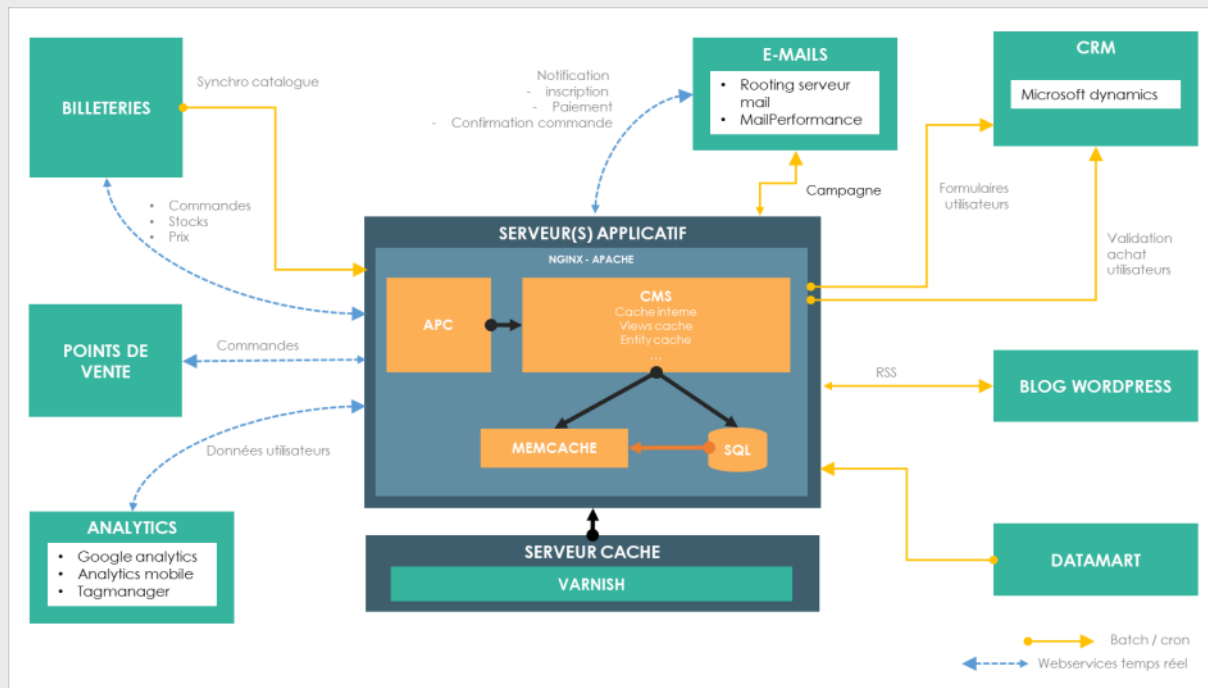 BILLETERIES
Synchro catalogue
Notification
- inscription
- Paiement
- Confirmation commande
E-MAILS
• Rooting serveur
mail
• MailPerformance
CRM
Microsoft dynamics
• Commandes
• Stocks
• Prix
Campagne
Formulaires
utilisateurs
Validation
achat
utilisateurs
SERVEUR(S) APPLICATIF
NGINX - APACHE
APC
CMS
Cache interne
Views cache
Entity cache
...
MEMCACHE
SQL
POINTS DE
VENTE
Commandes
RSS
BLOG WORDPRESS
Données utilisateurs
ANALYTICS
• Google analytics
• Analytics mobile
• Tagmanager
SERVEUR CACHE
VARNISH
DATAMART
Batch / cron
Webservices temps réel